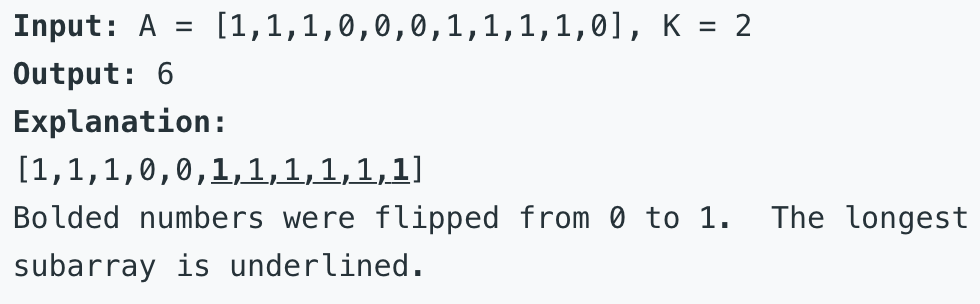 Input: A = [1,1,1,0,0,0,1,1,1,1,0], K = 2
Output: 6
Explanation:
[1,1,1,0,0,1,1,1,1,1,1]
Bolded numbers were flipped from 0 to 1.  The longest
subarray is underlined.